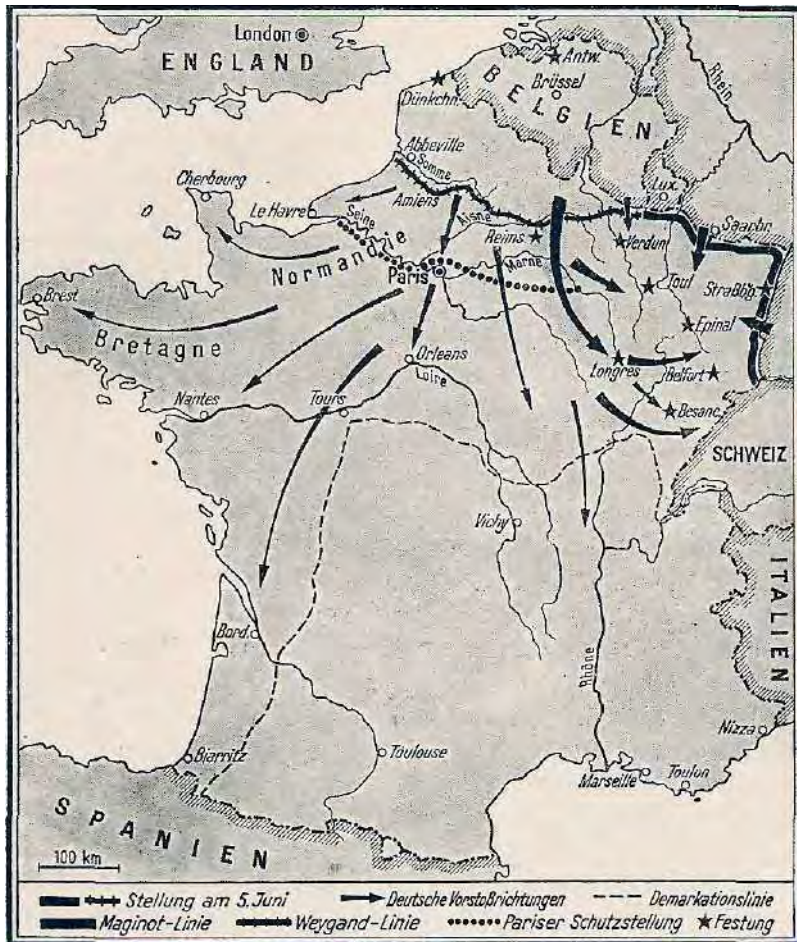 London
ENGLAND
Antw.
Brüssel
BELGIEN
Rhein
Dünkchn.
Abbeville
Somme
Cherbourg
Le Havre
Seine
Amiens
Aisne
Lux.
Saarbr.
Reims
Verdun
Normandie
Marne
Paris
Toul
Straßbg.
Brest
Bretagne
Epinal
Orleans
Loire
Longres
Belfort
Nantes
Tours
Besanc.
SCHWEIZ
Vichy
ITALIEN
Bord.
Rhône
Nizza
Biarritz
Toulouse
Marseille
Toulon
SPANIEN
100 km
Stellung am 5. Juni
Deutsche Vorstoßrichtungen
Demarkationslinie
Maginot-Linie
Weygand-Linie
Pariser Schutzstellung
Festung